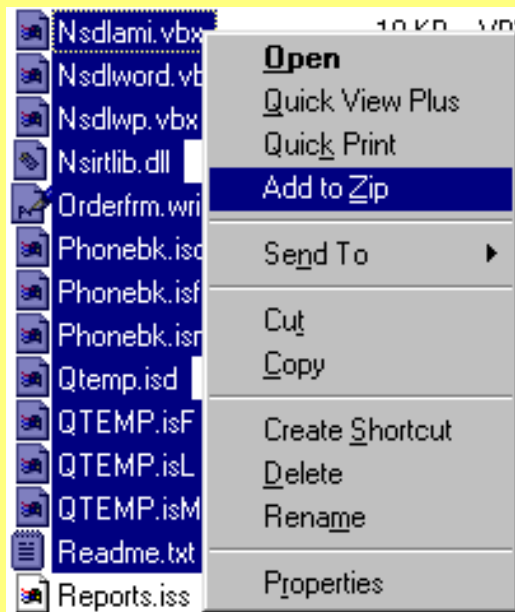 Nsdlami.vbx
Nsdlword.vb
Nsdlwp.vbx
Nsirtlib.dll
Orderfrm.wri
Phonebk.isd
Phonebk.isf
Phonebk.isr
Qtemp.isd
QTEMP.isF
QTEMP.isL
QTEMP.isM
Readme.txt
Reports.iss
Open
Quick View Plus
Quick Print
Add to Zip
Send To
Cut
Copy
Create Shortcut
Delete
Rename
Properties